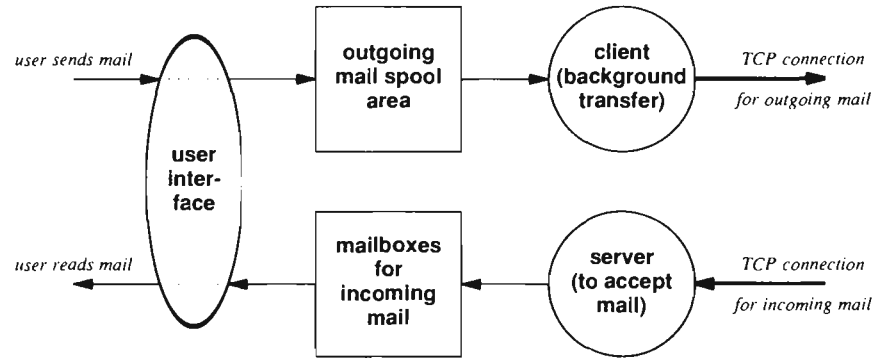 user sends mail
outgoing
mail spool
area
client
(background
transfer)
TCP connection
for outgoing mail
user
inter-
face
user reads mail
mailboxes
for
incoming
mail
server
(to accept
mail)
TCP connection
for incoming mail